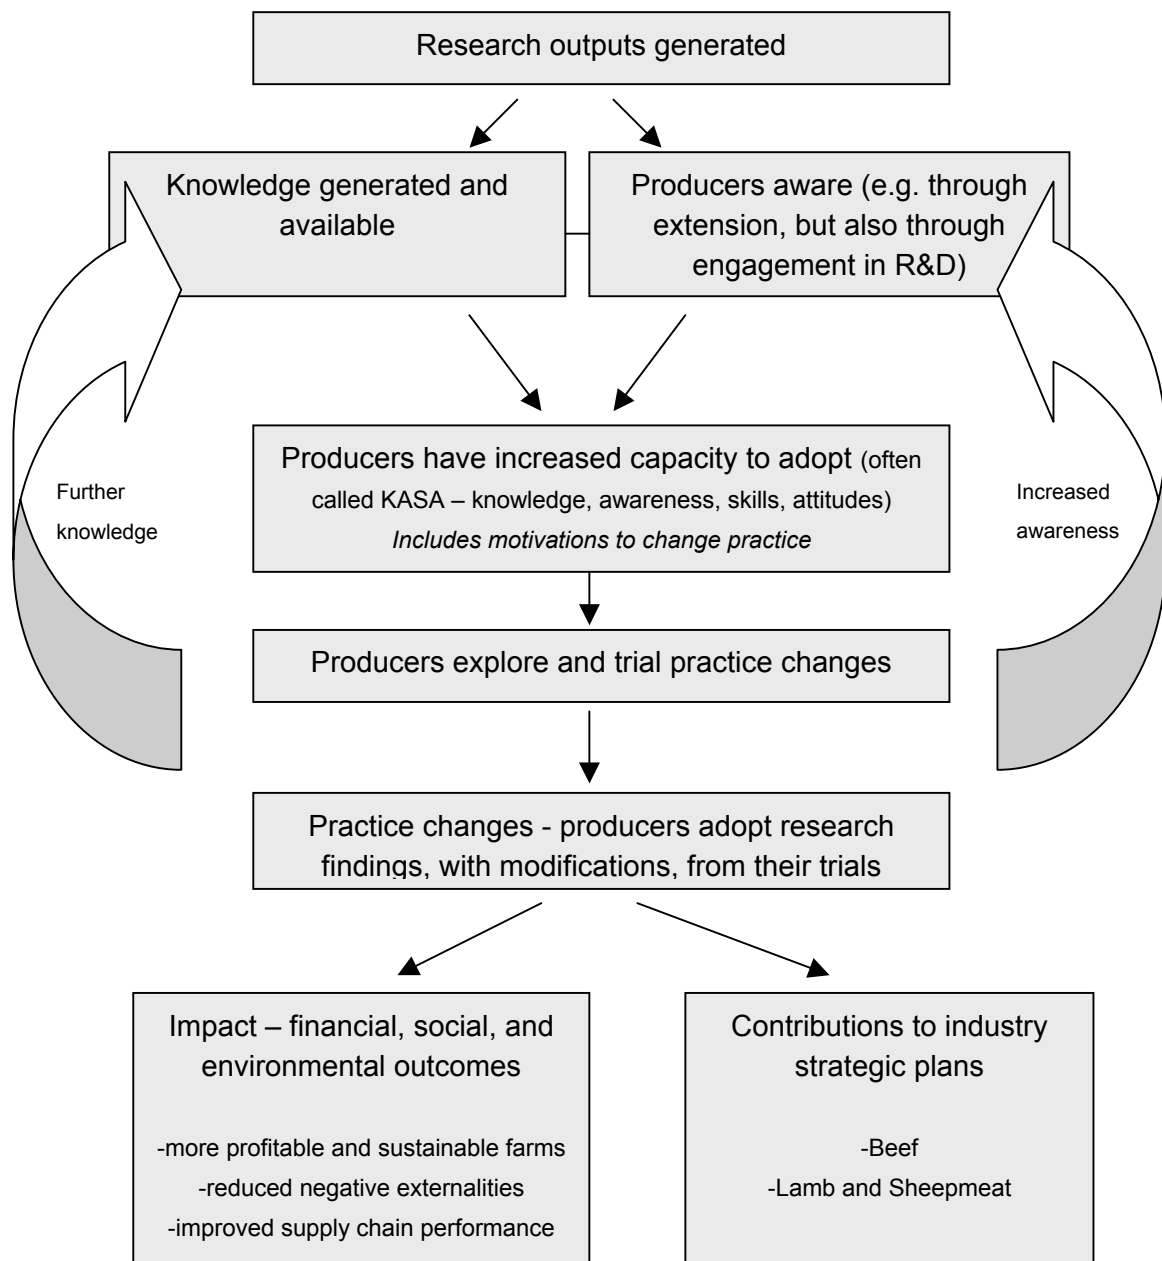 Research outputs generated
Knowledge generated and
available
Producers aware (e.g. through
extension, but also through
engagement in R&D)
Producers have increased capacity to adopt (often
called KASA – knowledge, awareness, skills, attitudes)
Includes motivations to change practice
Further
knowledge
Increased
awareness
Producers explore and trial practice changes
Practice changes - producers adopt research
findings, with modifications, from their trials
Impact – financial, social, and
environmental outcomes
-more profitable and sustainable farms
-reduced negative externalities
-improved supply chain performance
Contributions to industry
strategic plans
-Beef
-Lamb and Sheepmeat